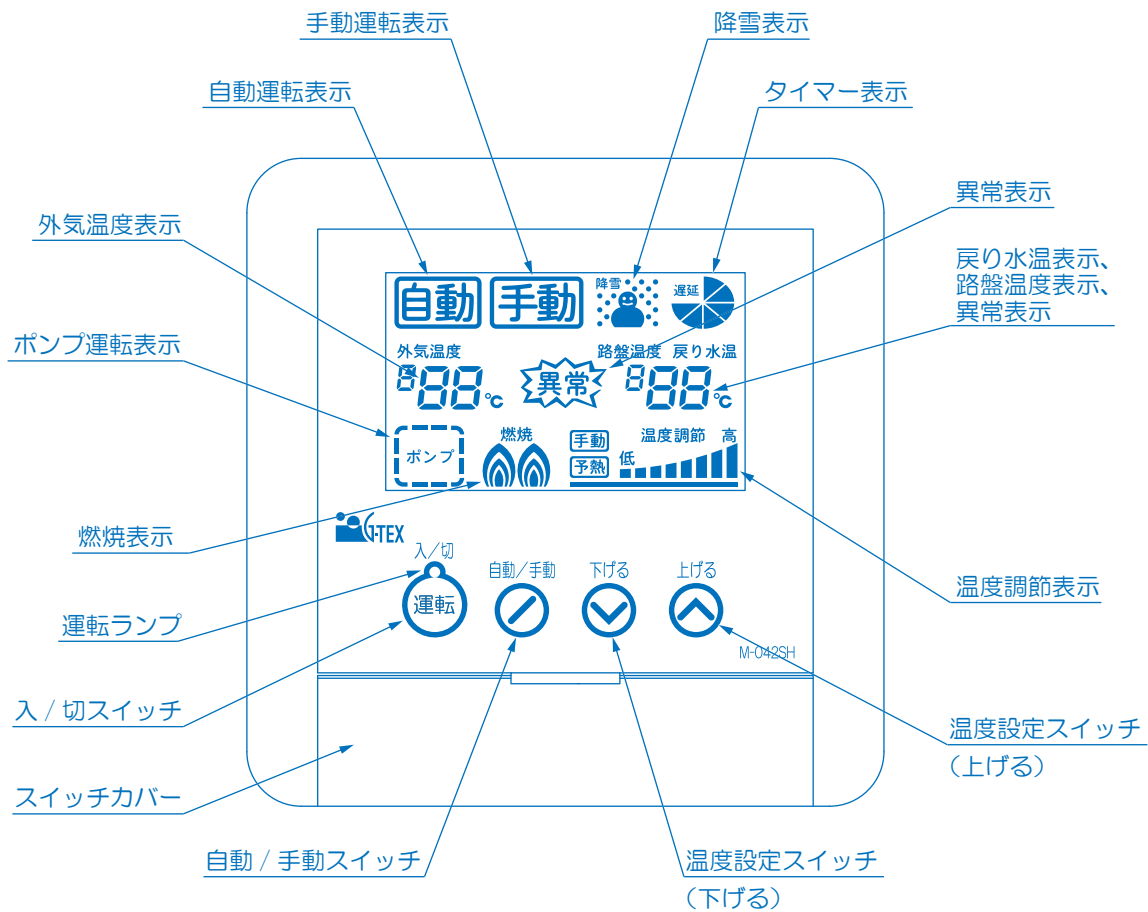 手動運転表示
降雪表示
自動運転表示
タイマー表示
異常表示
外気温度表示
戻り水温表示、
路盤温度表示、
異常表示
ポンプ運転表示
自動 手動 降雪 遅延
外気温度 路盤温度 戻り水温
888℃ 異常 888℃
ポンプ 燃焼 手動 温度調節 高
予熱 低
燃焼表示
G-TEX
入／切 自動／手動 下げる 上げる
運転
温度調節表示
運転ランプ
M-042SH
入 / 切スイッチ
温度設定スイッチ
（上げる）
スイッチカバー
自動 / 手動スイッチ
温度設定スイッチ
（下げる）